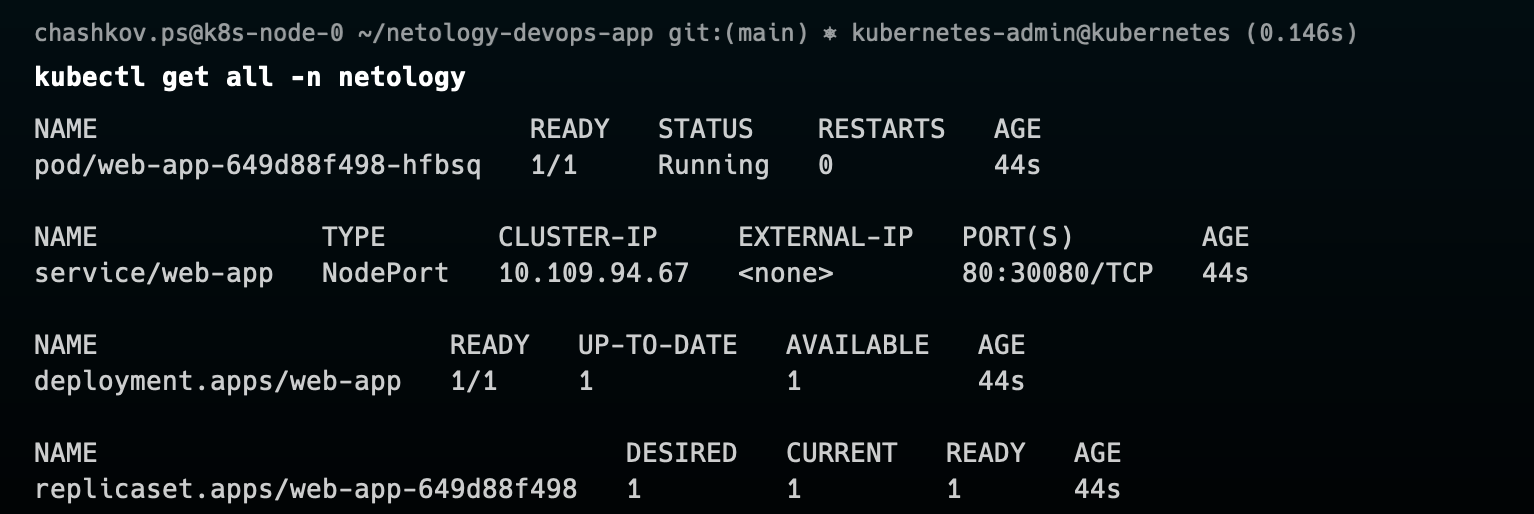 chashkov.ps@k8s-node-0 ~/netology-devops-app git:(main) ⎈ kubernetes-admin@kubernetes (0.146s)
kubectl get all -n netology
NAME READY STATUS RESTARTS AGE
pod/web-app-649d88f498-hfbsq 1/1 Running 0 44s
NAME TYPE CLUSTER-IP EXTERNAL-IP PORT(S) AGE
service/web-app NodePort 10.109.94.67 <none> 80:30080/TCP 44s
NAME READY UP-TO-DATE AVAILABLE AGE
deployment.apps/web-app 1/1 1 1 44s
NAME DESIRED CURRENT READY AGE
replicaset.apps/web-app-649d88f498 1 1 1 44s